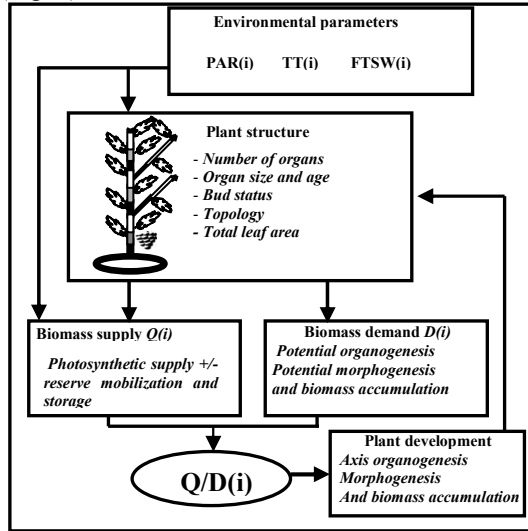 Environmental parameters
PAR(i) TT(i) FTSW(i)
Plant structure
- Number of organs
- Organ size and age
- Bud status
- Topology
- Total leaf area
Biomass supply Q(i)
Photosynthetic supply +/-
reserve mobilization and
storage
Biomass demand D(i)
Potential organogenesis
Potential morphogenesis
and biomass accumulation
Q/D(i)
Plant development
Axis organogenesis
Morphogenesis
And biomass accumulation